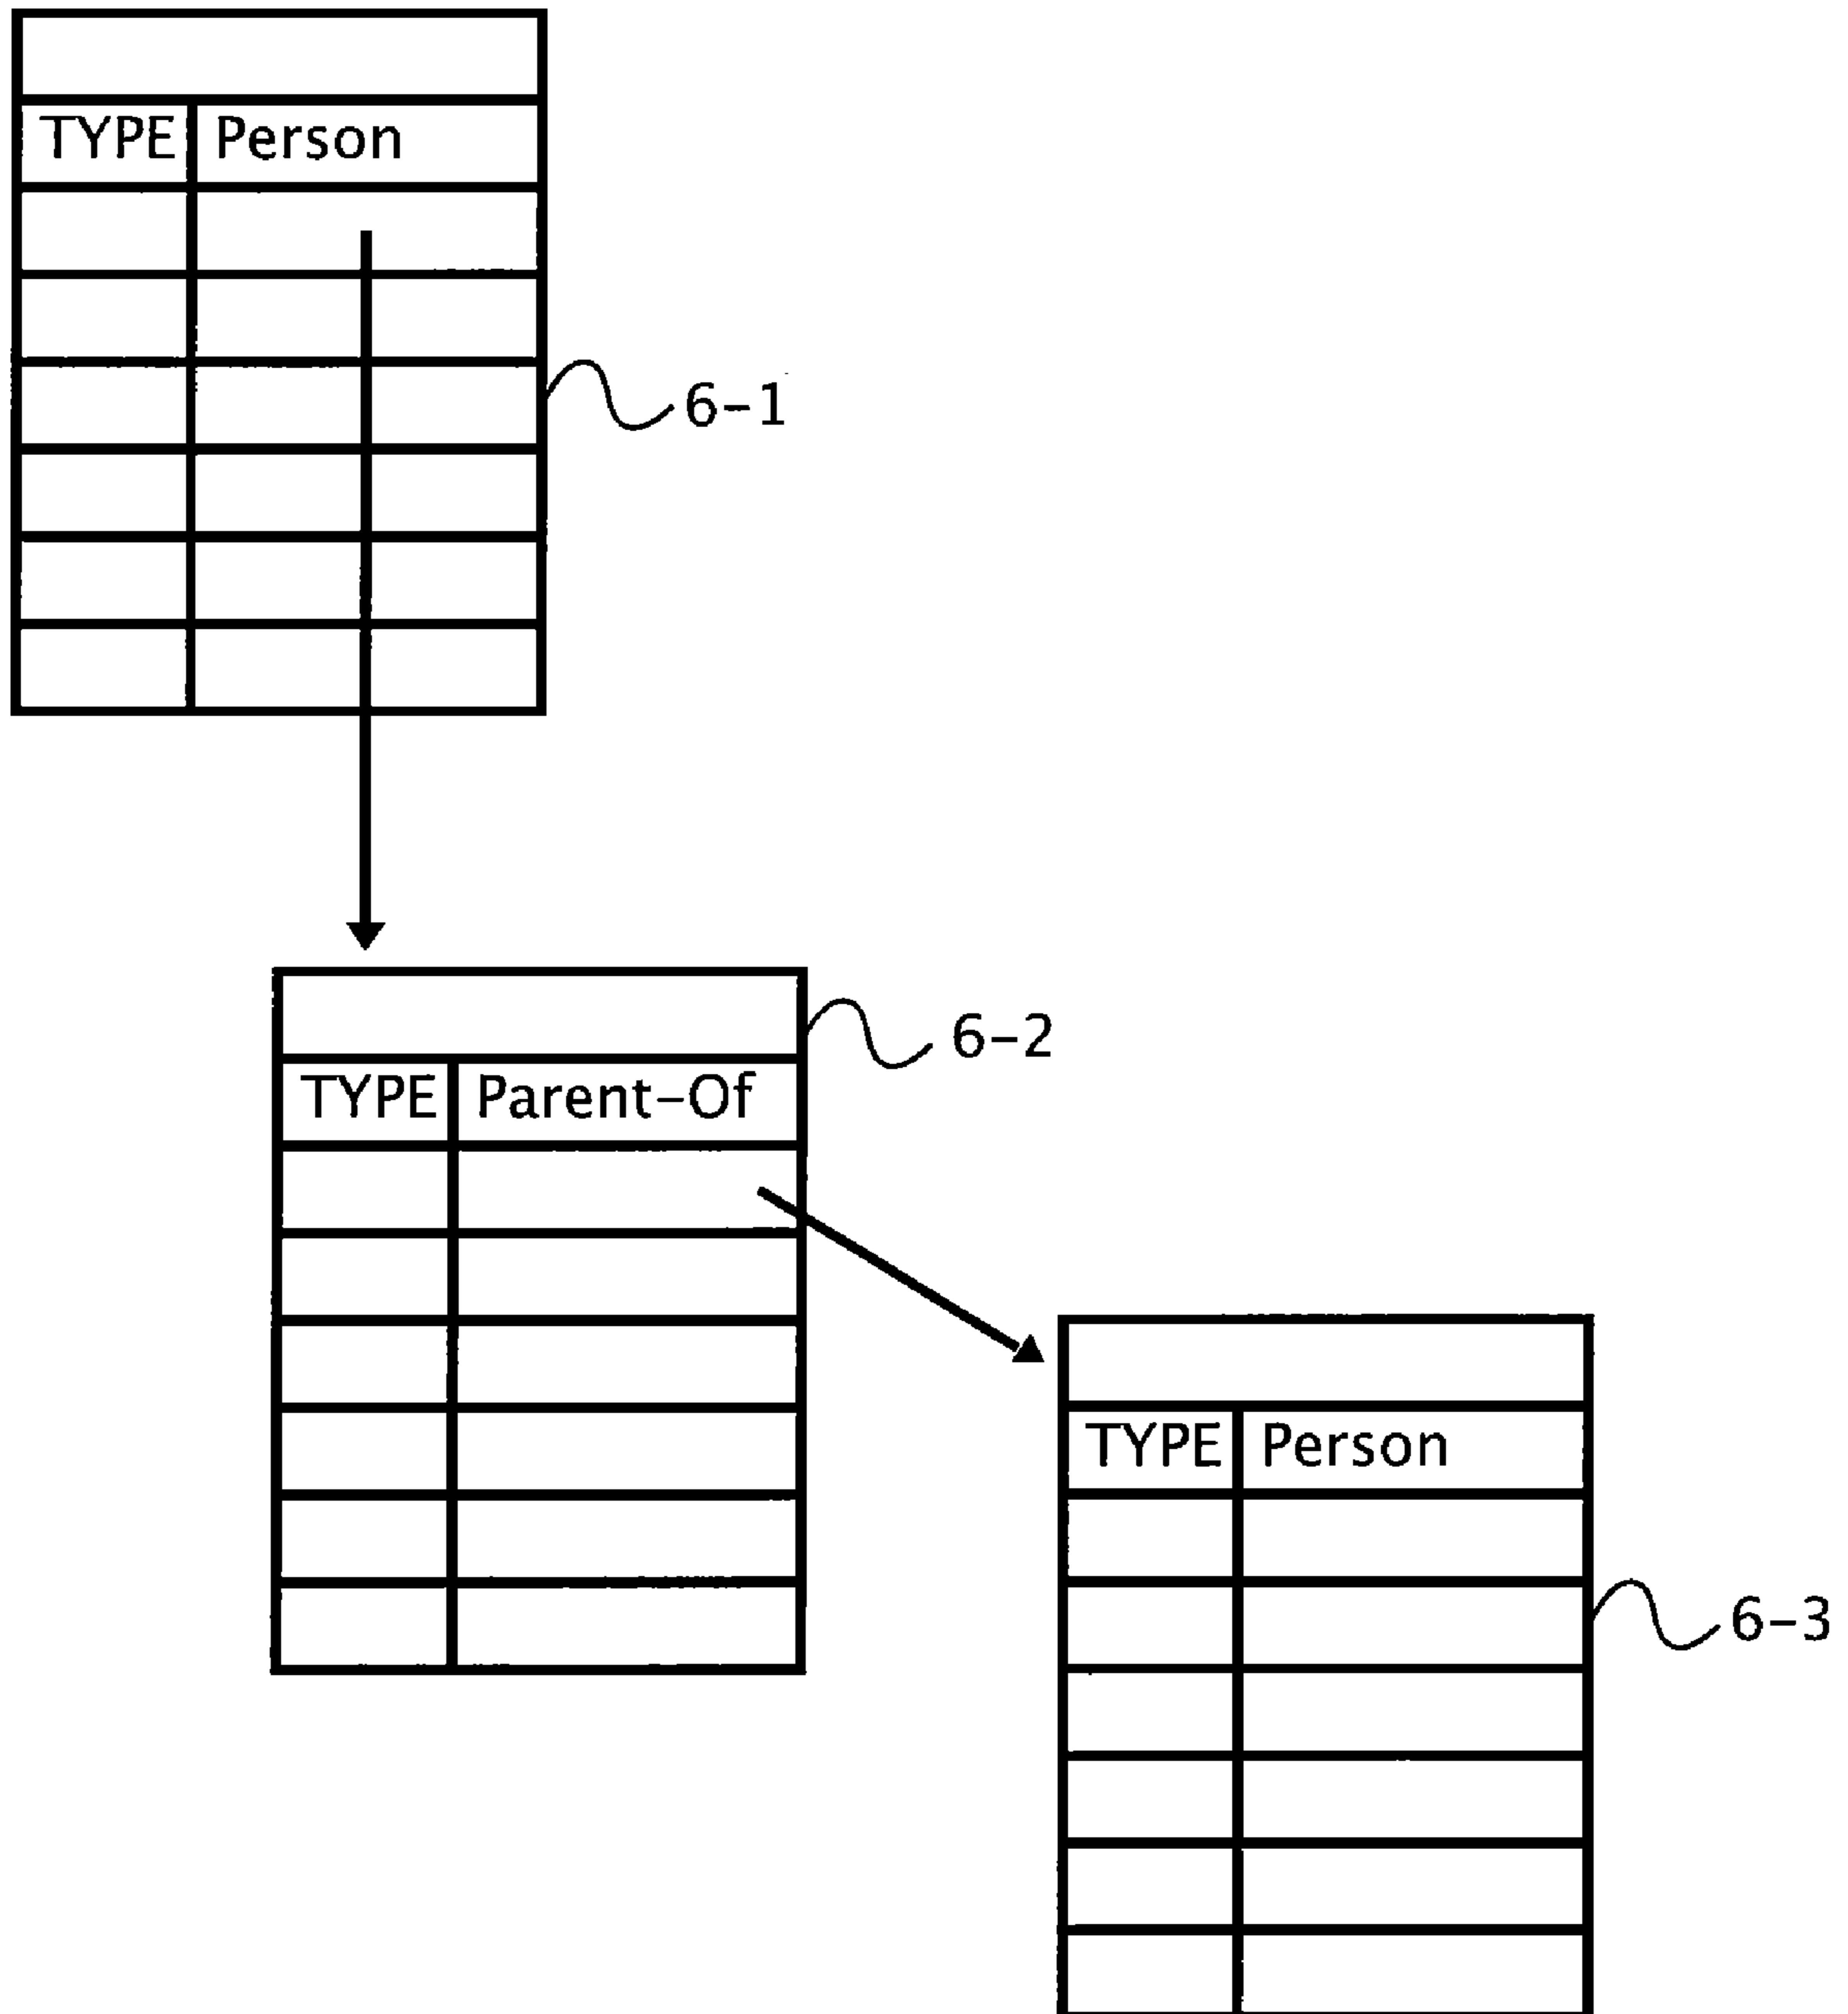 TYPE Person
6-1
6-2
TYPE Parent-Of
TYPE Person
6-3